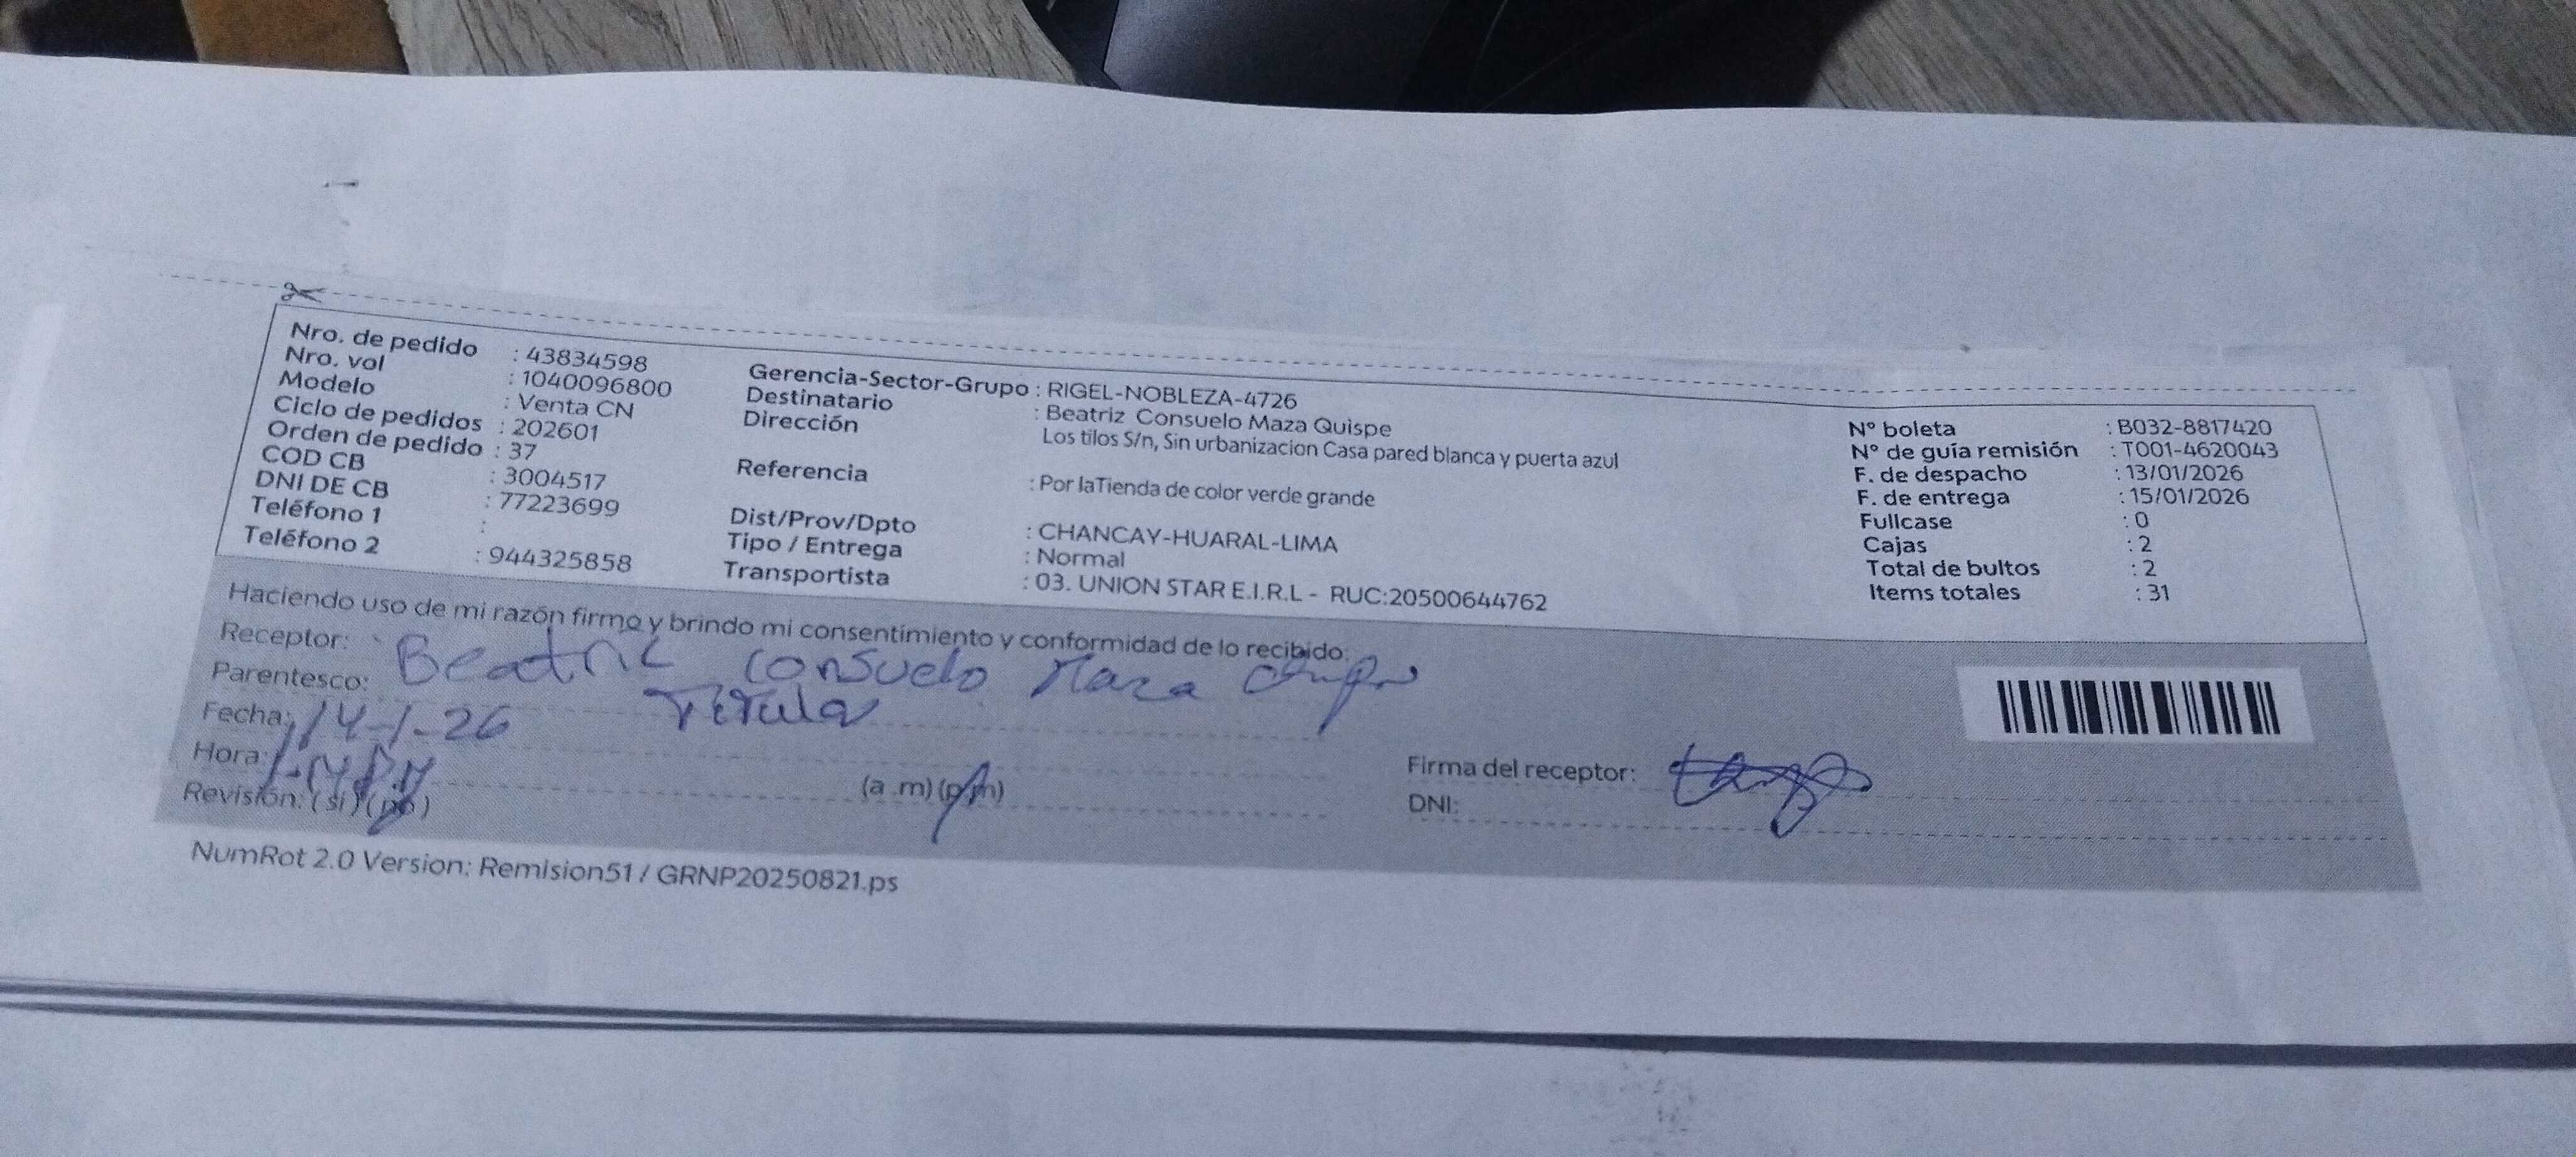 Nro. de pedido : 43834598
Nro. vol : 1040096800
Modelo : Venta CN
Ciclo de pedidos : 202601
Orden de pedido : 37
COD CB : 3004517
DNI DE CB : 77223699
Teléfono 1 :
Teléfono 2 : 944325858
Gerencia-Sector-Grupo : RIGEL-NOBLEZA-4726
Destinatario : Beatriz Consuelo Maza Quispe
Dirección Los tilos S/n, Sin urbanizacion Casa pared blanca y puerta azul
Referencia : Por laTienda de color verde grande
Dist/Prov/Dpto : CHANCAY-HUARAL-LIMA
Tipo / Entrega : Normal
Transportista : 03. UNION STAR E.I.R.L - RUC:20500644762
N° boleta : B032-8817420
N° de guía remisión : T001-4620043
F. de despacho : 13/01/2026
F. de entrega : 15/01/2026
Fullcase : 0
Cajas : 2
Total de bultos : 2
Items totales : 31
Haciendo uso de mi razón firmo y brindo mi consentimiento y conformidad de lo recibido:
Receptor: Beatriz Consuelo Maza
Parentesco: Titula
Fecha: 14-1-26
Hora: (a .m) (p.m)
Revisión: (si) (no)
Firma del receptor:
DNI:
NumRot 2.0 Version: Remision51 / GRNP20250821.ps